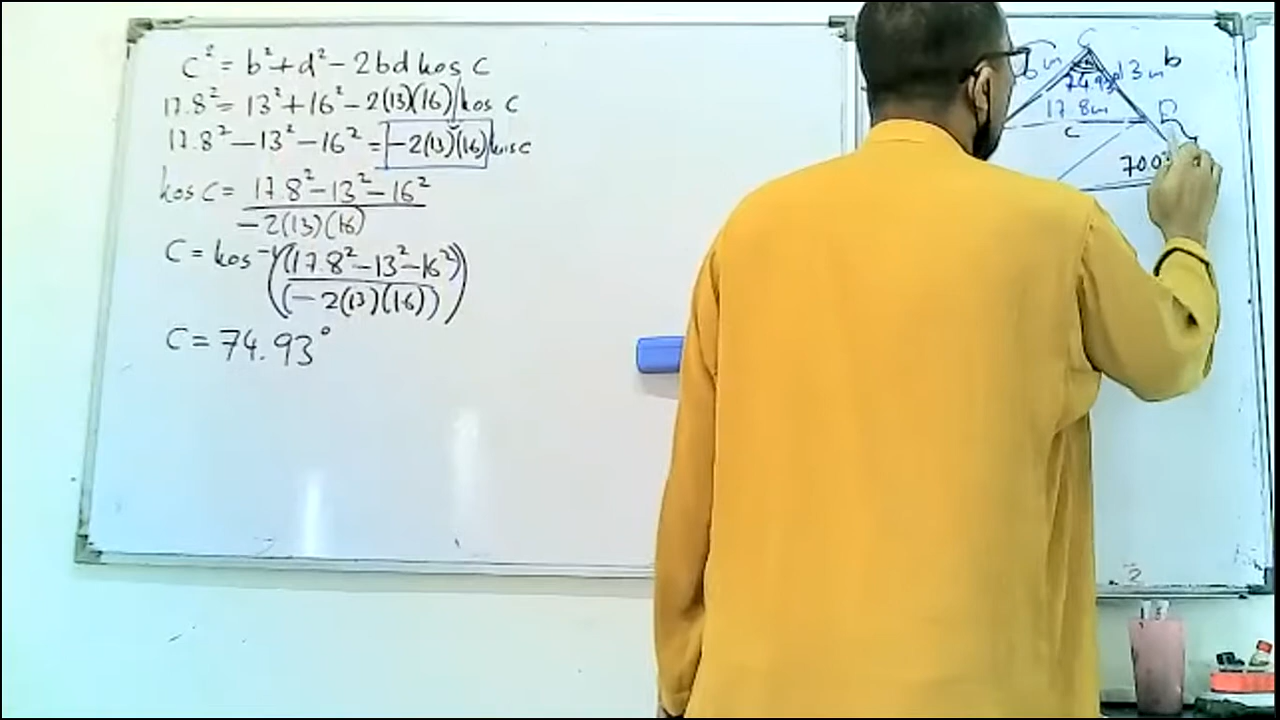 c² = b² + d² - 2bd kos C
17.8² = 13² + 16² - 2(13)(16) kos C
17.8² - 13² - 16² = -2(13)(16) kos c
kos C = 17.8² - 13² - 16²
-2(13)(16)
C = kos⁻¹((17.8² - 13² - 16²)
(-2(13)(16)))
C = 74.93°
C
b
74.93
13m
17.8m
c
70.0